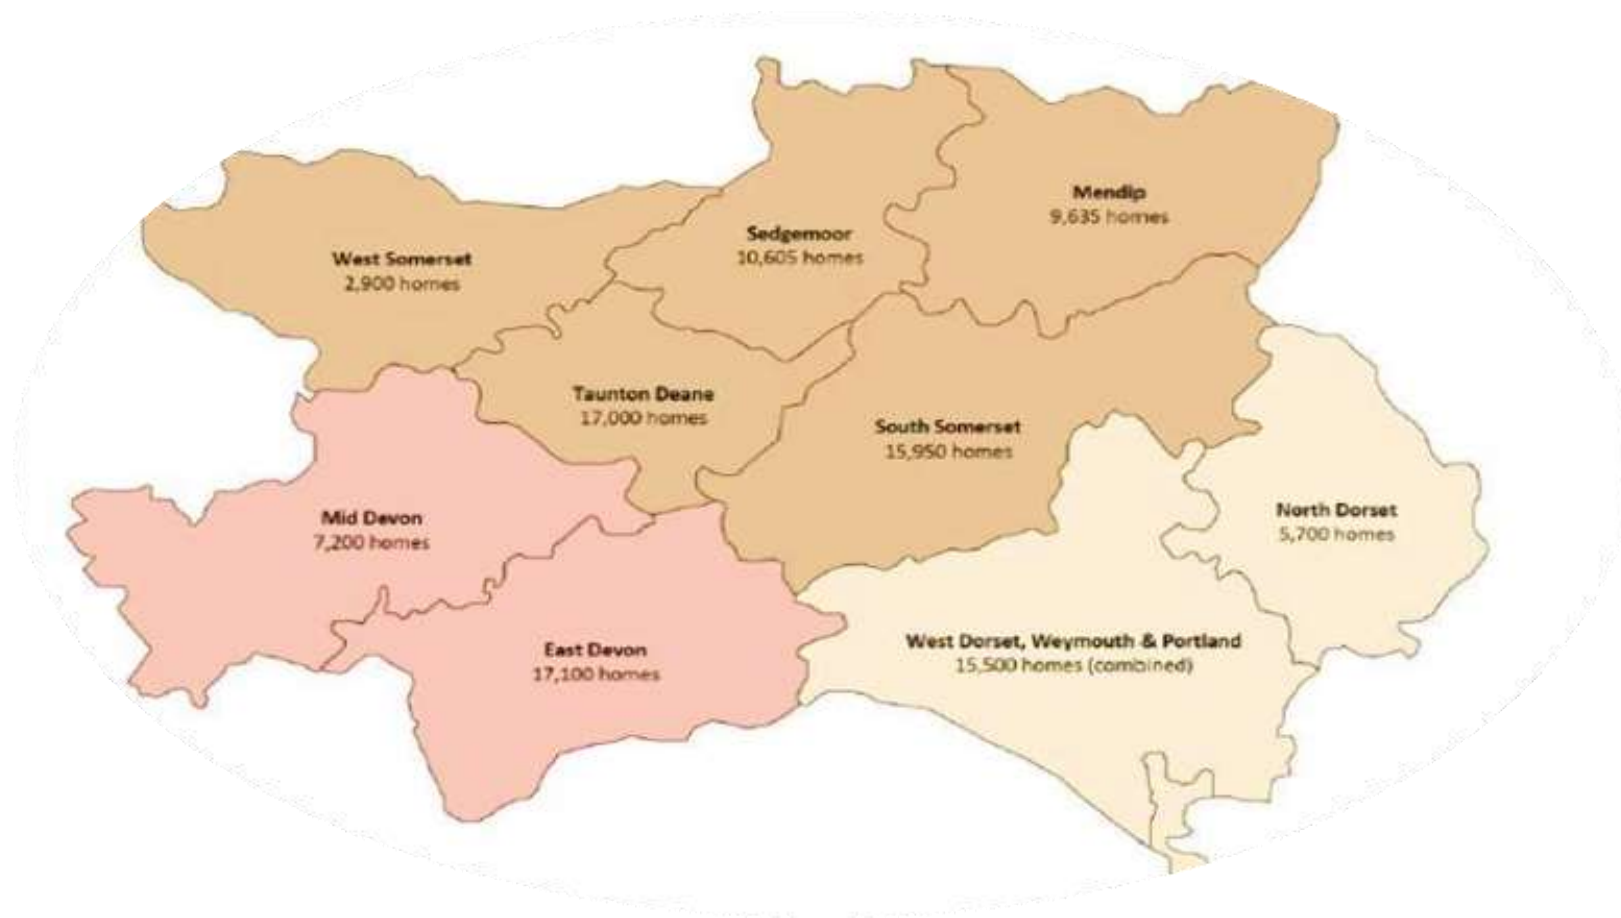 Mendip
9,635 homes
Sedgemoor
10,605 homes
West Somerset
2,900 homes
Taunton Deane
17,000 homes
South Somerset
15,950 homes
Mid Devon
7,200 homes
North Dorset
5,700 homes
East Devon
17,100 homes
West Dorset, Weymouth & Portland
15,500 homes (combined)